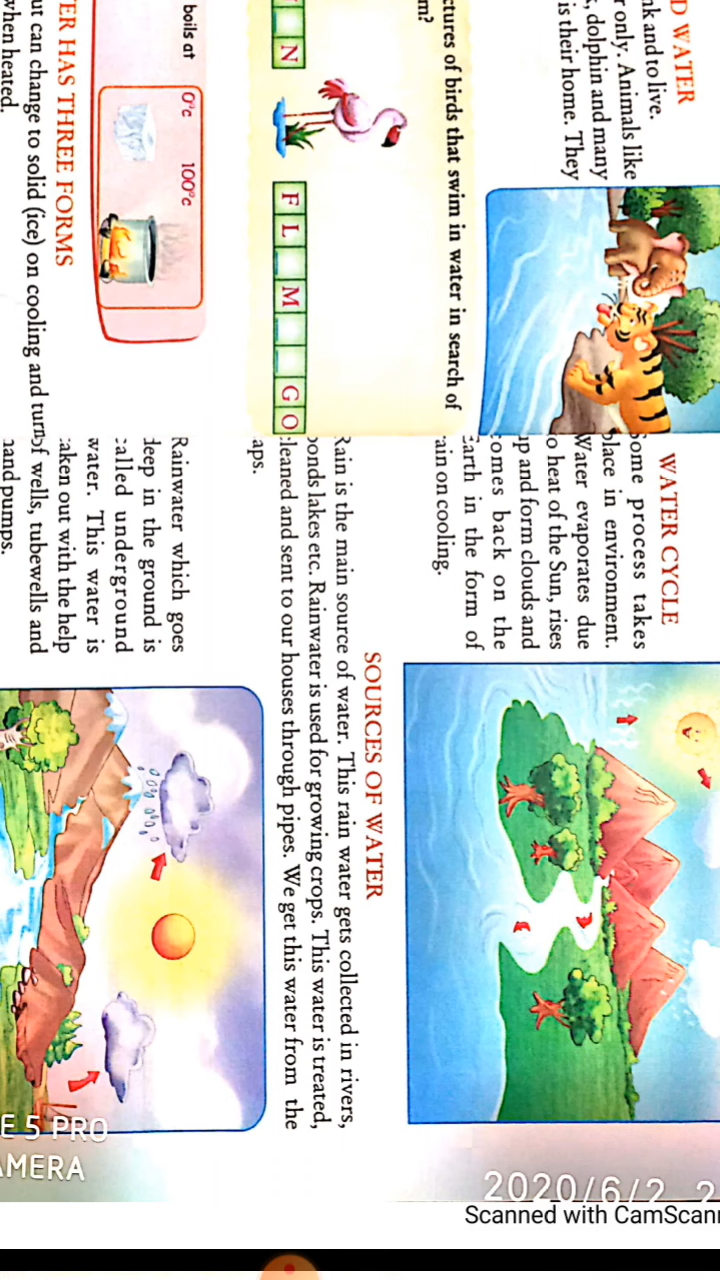 D WATER
nk and to live.
r only. Animals like
, dolphin and many
is their home. They
ctures of birds that swim in water in search of
m?
N
F L _ M _ _ G O
boils at
0°c 100°c
ER HAS THREE FORMS
ut can change to solid (ice) on cooling and turn
when heated.
WATER CYCLE
Some process takes
place in environment.
Water evaporates due
o heat of the Sun, rises
up and form clouds and
comes back on the
Earth in the form of
rain on cooling.
SOURCES OF WATER
Rain is the main source of water. This rain water gets collected in rivers,
ponds lakes etc. Rainwater is used for growing crops. This water is treated,
cleaned and sent to our houses through pipes. We get this water from the
aps.
Rainwater which goes
deep in the ground is
called underground
water. This water is
taken out with the help
of wells, tubewells and
hand pumps.
E 5 PRO
AMERA
2020/6/2 2
Scanned with CamScann